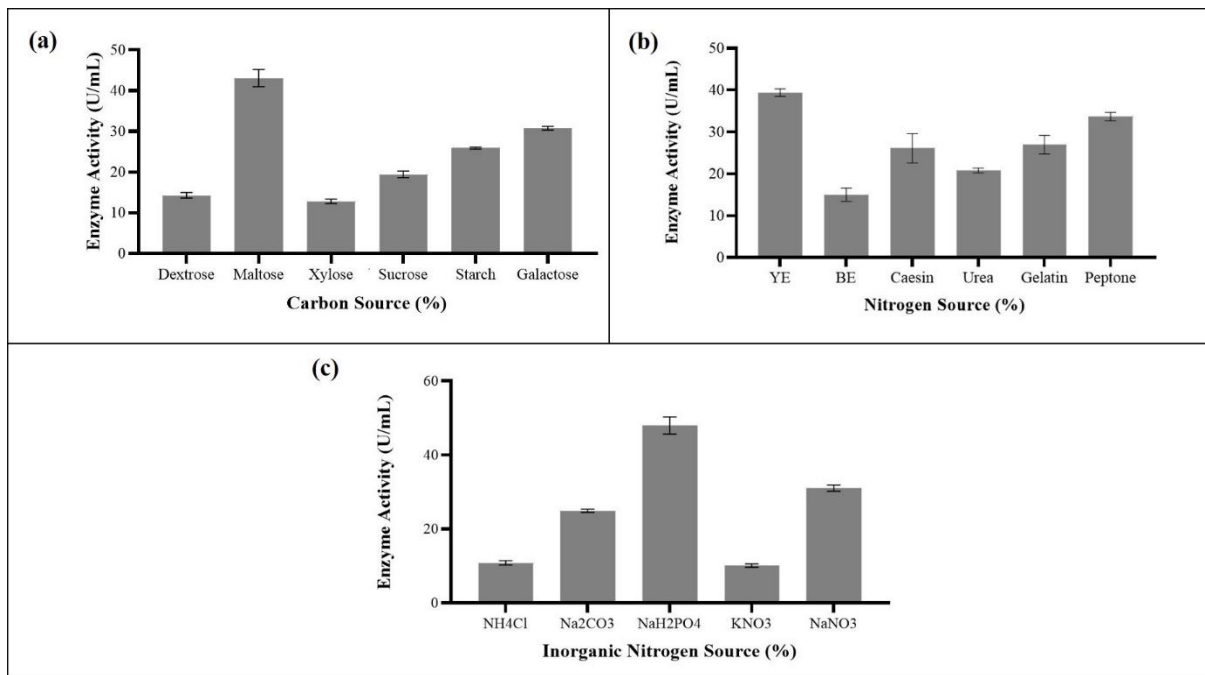 (a)
Enzyme Activity (U/mL)
50
40
30
20
10
0
Dextrose Maltose Xylose Sucrose Starch Galactose
Carbon Source (%)
(b)
Enzyme Activity (U/mL)
50
40
30
20
10
0
YE BE Caesin Urea Gelatin Peptone
Nitrogen Source (%)
(c)
Enzyme Activity (U/mL)
60
40
20
0
NH4Cl Na2CO3 NaH2PO4 KNO3 NaNO3
Inorganic Nitrogen Source (%)